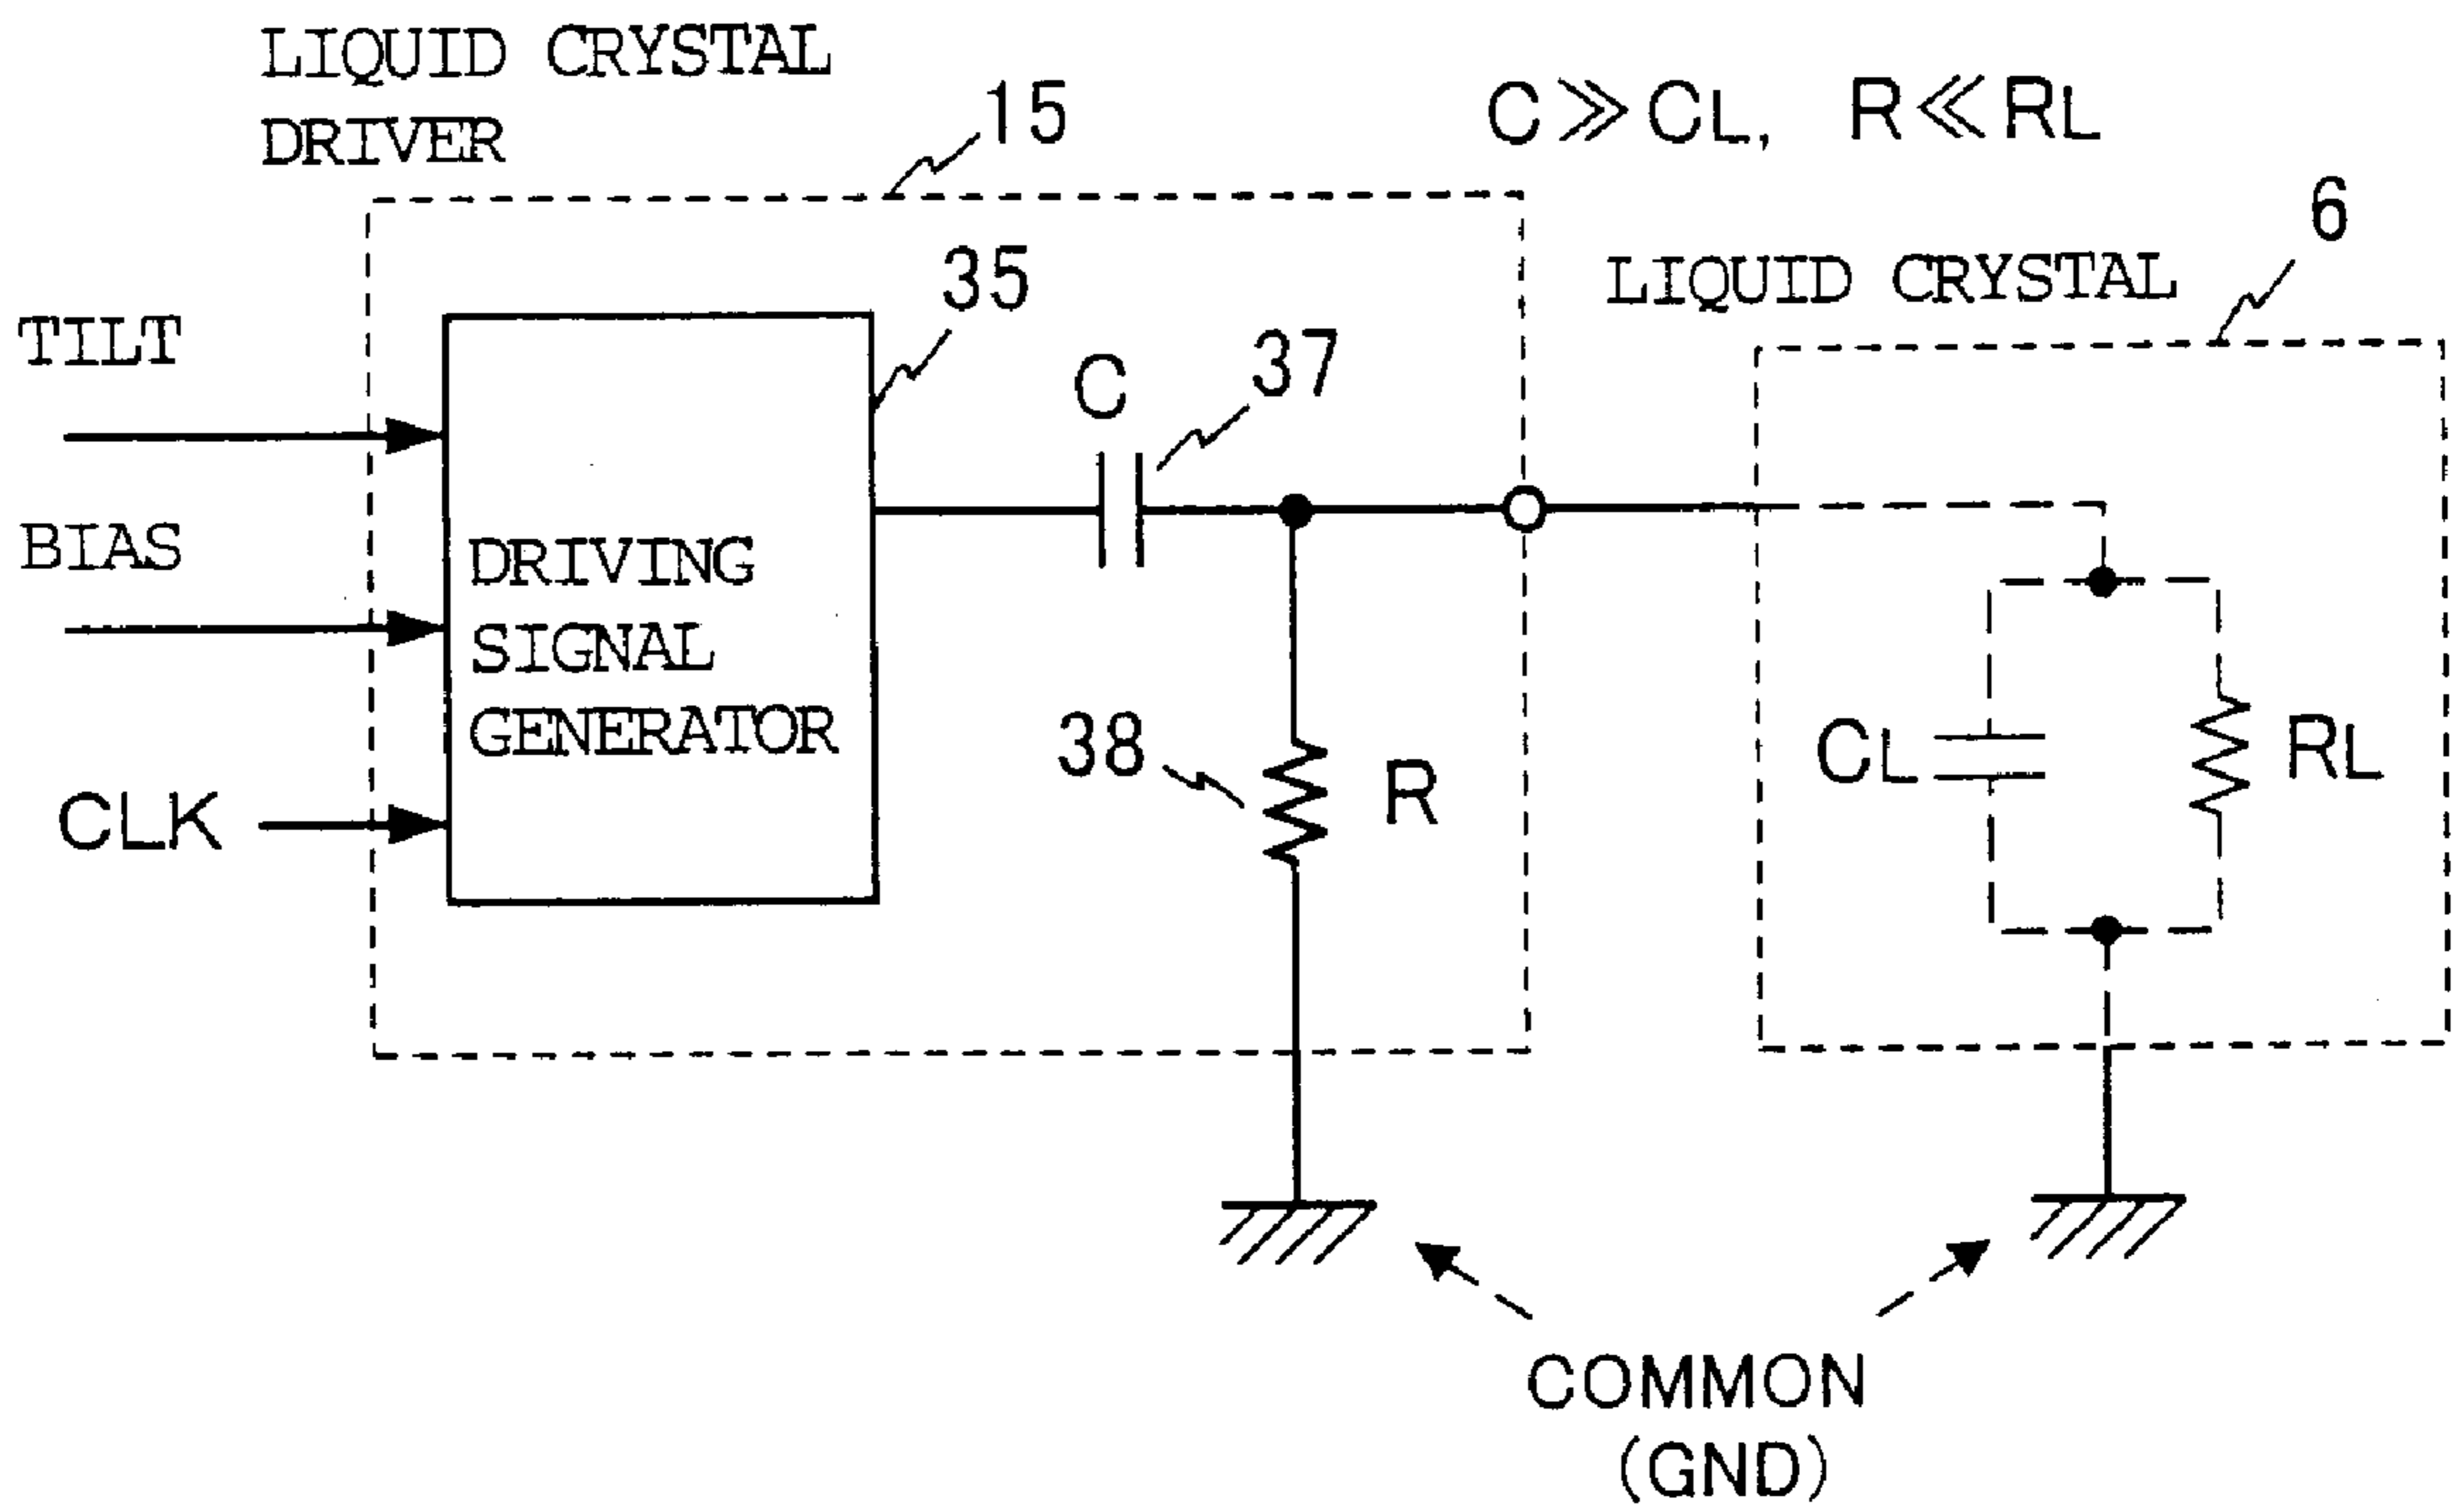 LIQUID CRYSTAL
DRIVER
15
C≫CL, R≪RL
6
LIQUID CRYSTAL
35
TILT
37
C
BIAS
DRIVING
SIGNAL
GENERATOR
38
R
CL
RL
CLK
COMMON
(GND)